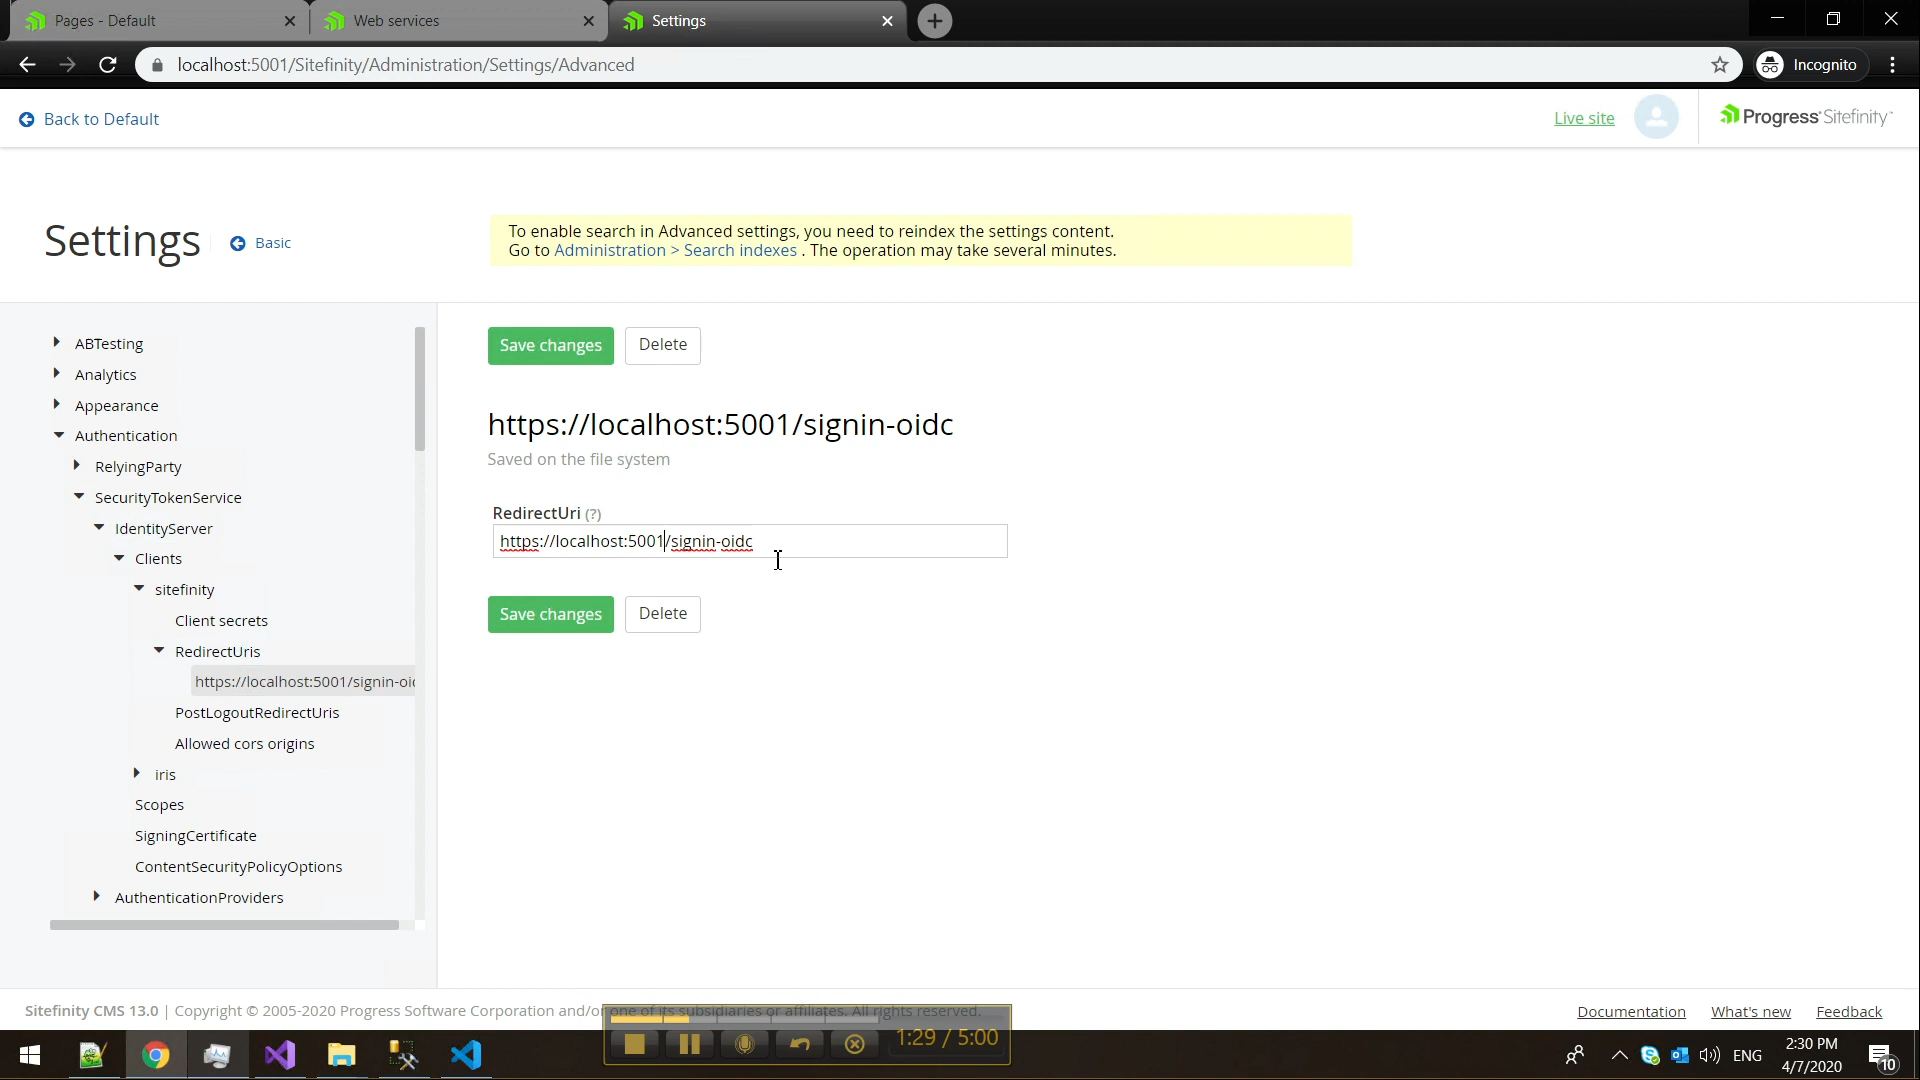 Pages - Default
Web services
Settings
localhost:5001/Sitefinity/Administration/Settings/Advanced
Incognito
Back to Default
Live site
Progress Sitefinity
Settings
Basic
To enable search in Advanced settings, you need to reindex the settings content.
Go to Administration > Search indexes . The operation may take several minutes.
ABTesting
Analytics
Appearance
Authentication
RelyingParty
SecurityTokenService
IdentityServer
Clients
sitefinity
Client secrets
RedirectUris
https://localhost:5001/signin-oid
PostLogoutRedirectUris
Allowed cors origins
iris
Scopes
SigningCertificate
ContentSecurityPolicyOptions
AuthenticationProviders
Save changes
Delete
https://localhost:5001/signin-oidc
Saved on the file system
RedirectUri (?)
https://localhost:5001/signin-oidc
Save changes
Delete
Sitefinity CMS 13.0 | Copyright © 2005-2020 Progress Software Corporation and/or one of its subsidiaries or affiliates. All rights reserved.
Documentation
What's new
Feedback
1:29 / 5:00
ENG
2:30 PM
4/7/2020
10